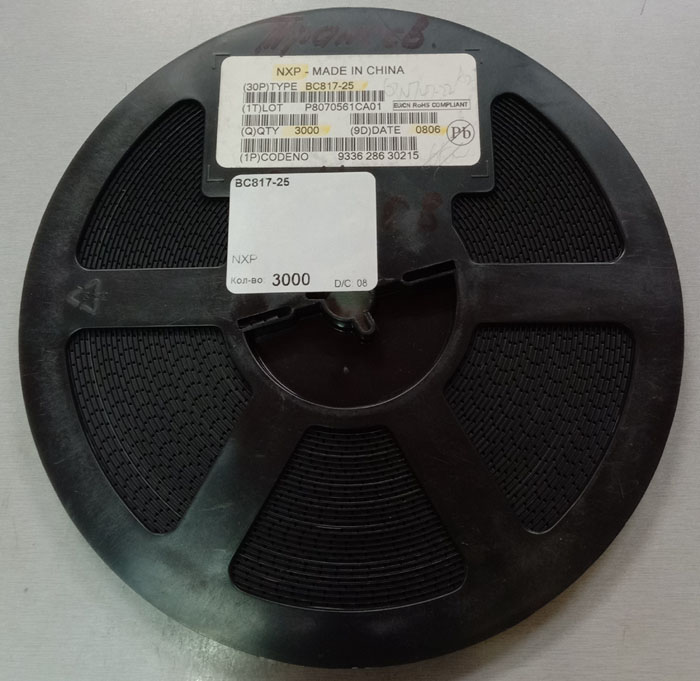 NXP - MADE IN CHINA
(30P)TYPE BC817-25
(1T)LOT P8070561CA01 EU/CN RoHS COMPLIANT
(Q)QTY 3000 (9D)DATE 0806 Pb
(1P)CODENO 9336 286 30215
BC817-25
NXP
Кол-во: 3000 D/C: 08